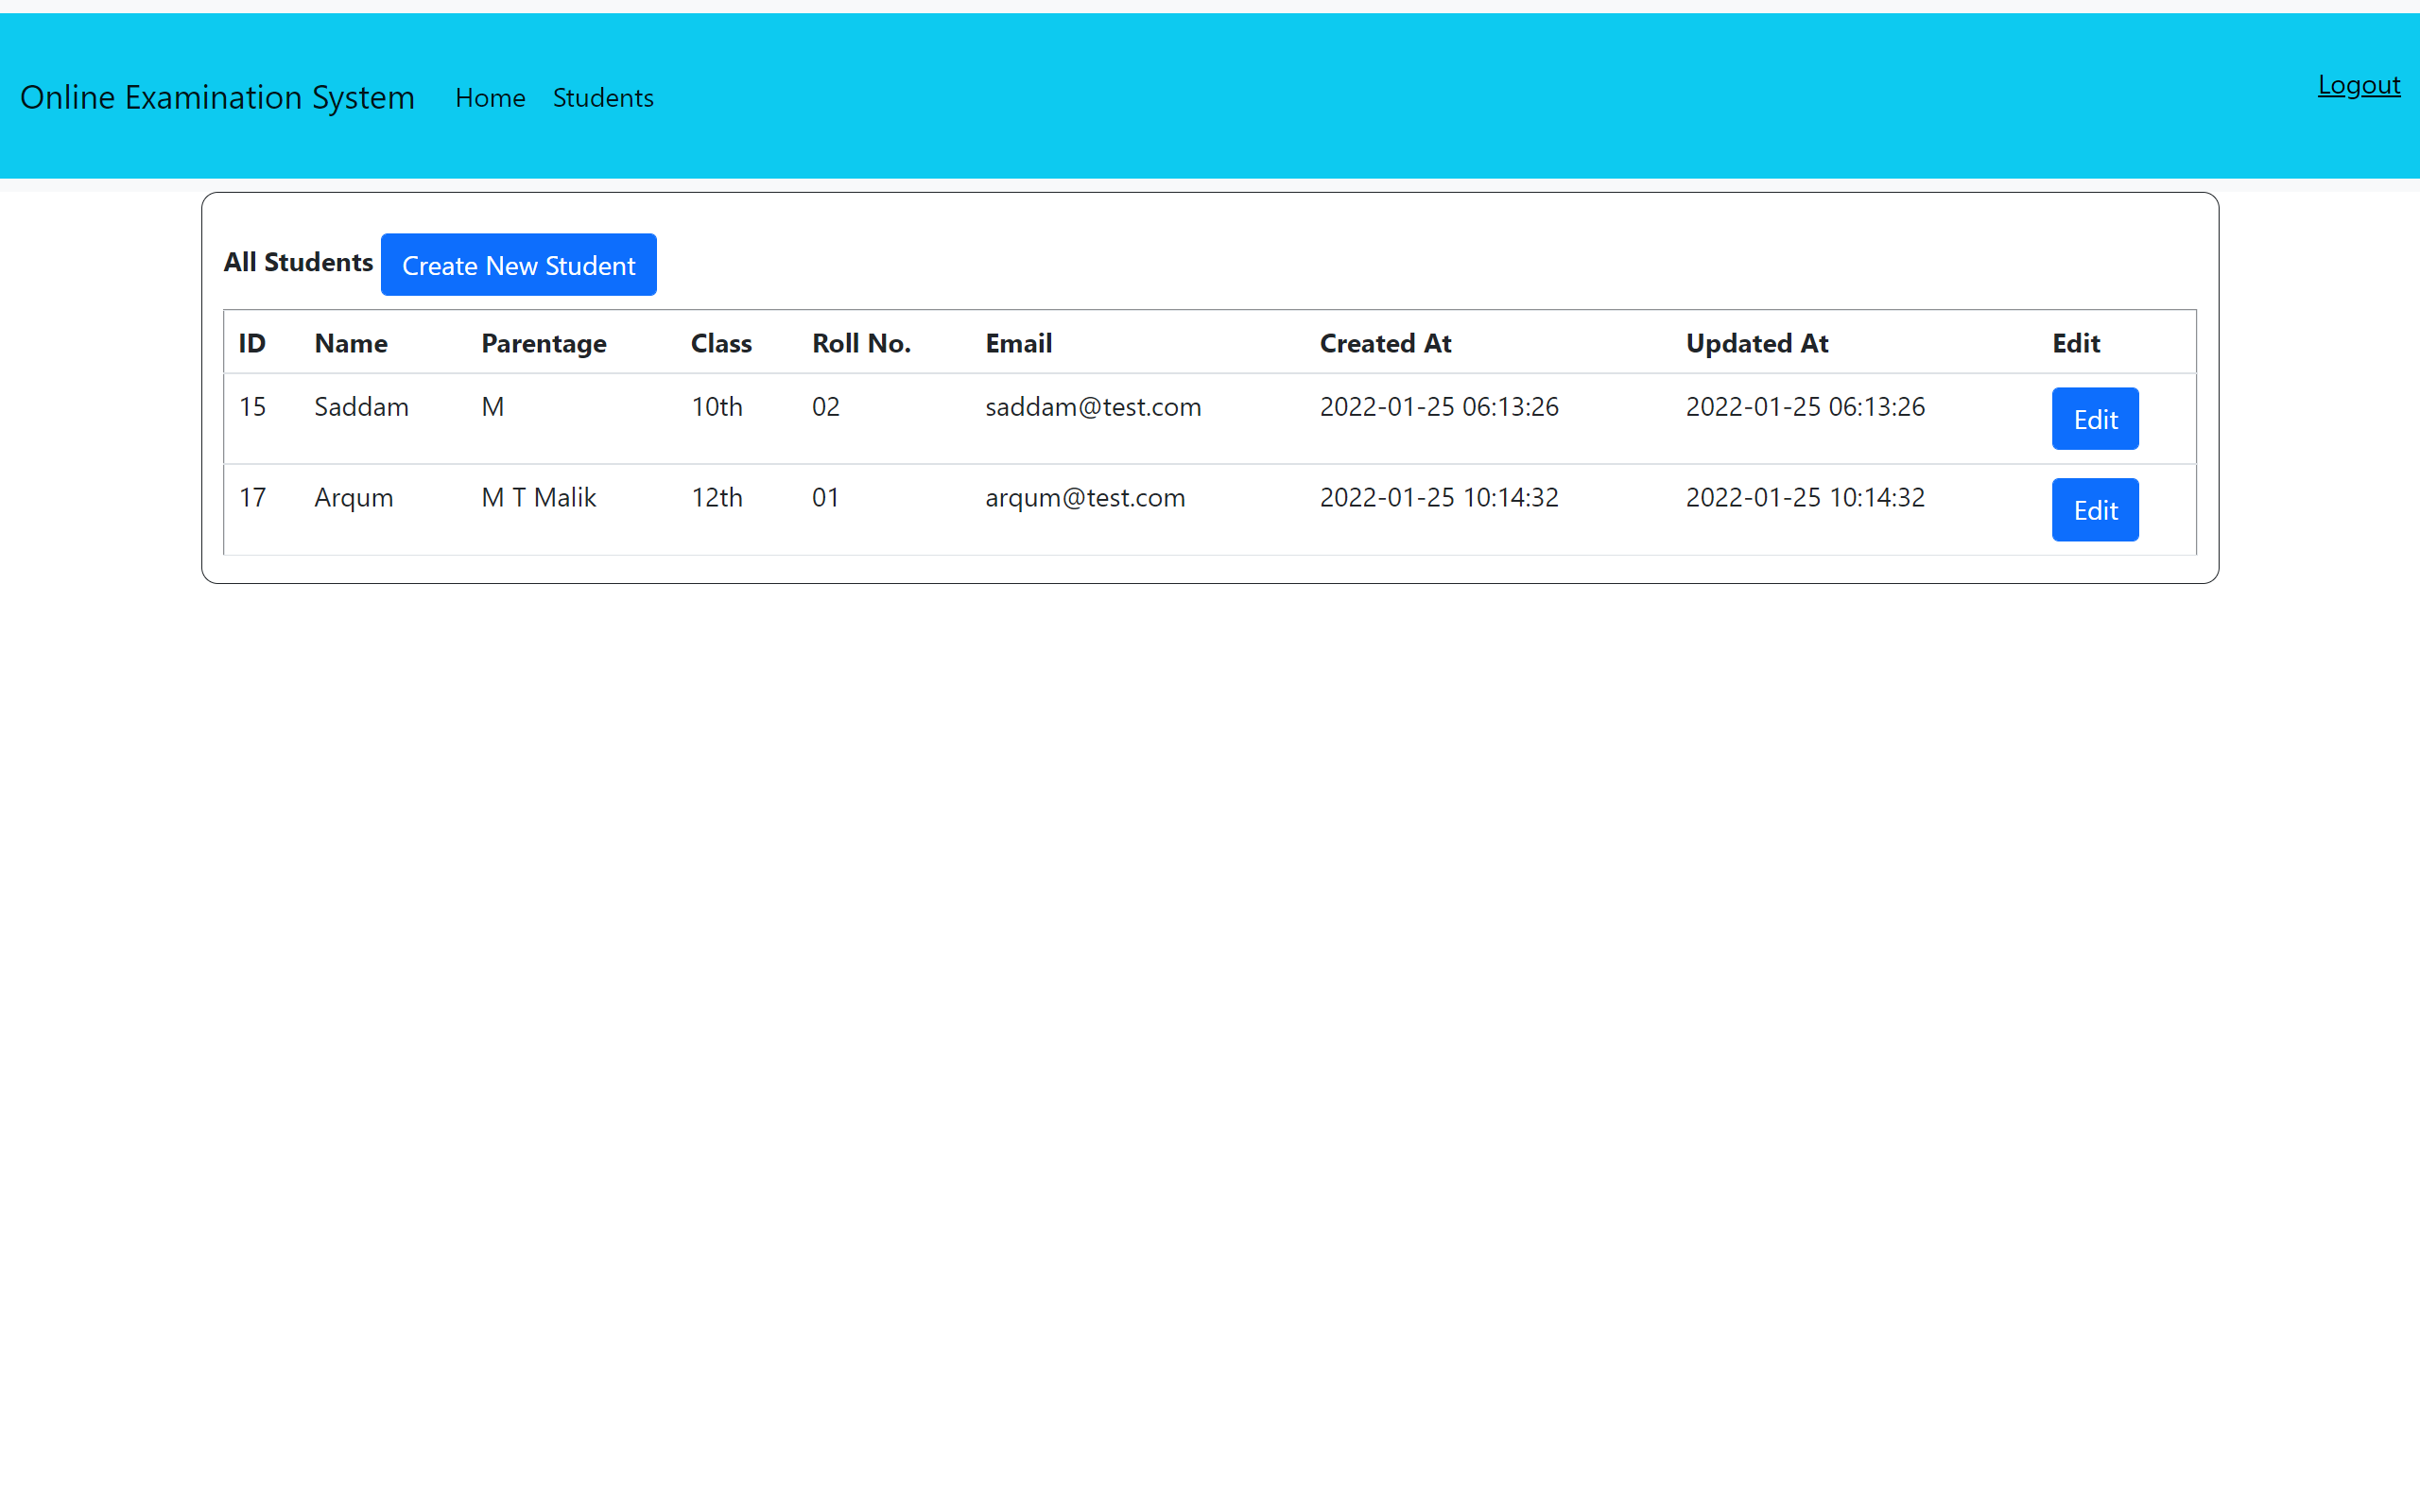 Online Examination System Home Students Logout
All Students Create New Student
ID Name Parentage Class Roll No. Email Created At Updated At Edit
15 Saddam M 10th 02 saddam@test.com 2022-01-25 06:13:26 2022-01-25 06:13:26 Edit
17 Arqum M T Malik 12th 01 arqum@test.com 2022-01-25 10:14:32 2022-01-25 10:14:32 Edit